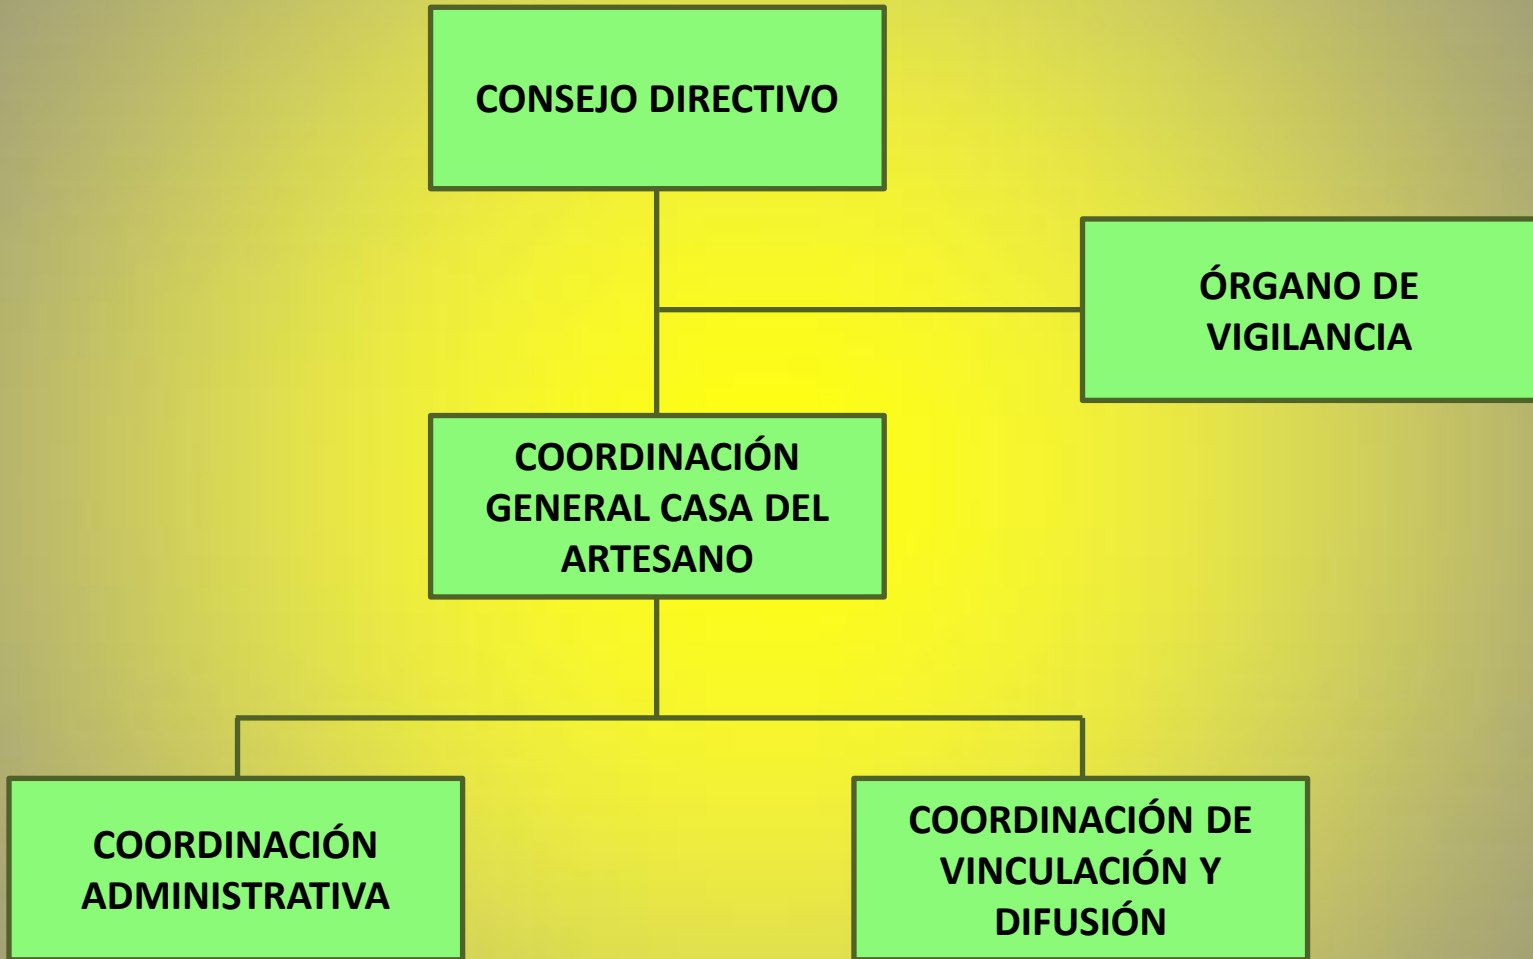 CONSEJO DIRECTIVO
ÓRGANO DE
VIGILANCIA
COORDINACIÓN
GENERAL CASA DEL
ARTESANO
COORDINACIÓN
ADMINISTRATIVA
COORDINACIÓN DE
VINCULACIÓN Y
DIFUSIÓN